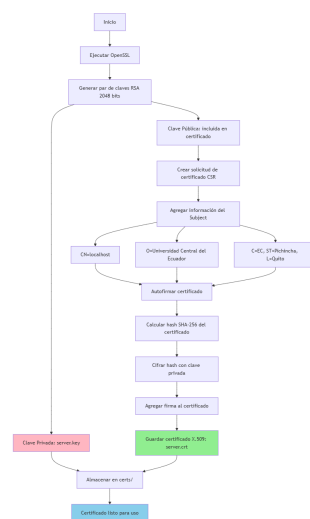 Inicio
Ejecutar OpenSSL
Generar par de claves RSA
2048 bits
Clave Pública: incluida en
certificado
Crear solicitud de
certificado CSR
Agregar información del
Subject
CN=localhost
O=Universidad Central del
Ecuador
C=EC, ST=Pichincha,
L=Quito
Autofirmar certificado
Calcular hash SHA-256 del
certificado
Cifrar hash con clave
privada
Agregar firma al certificado
Clave Privada: server.key
Guardar certificado X.509:
server.crt
Almacenar en certs/
Certificado listo para uso